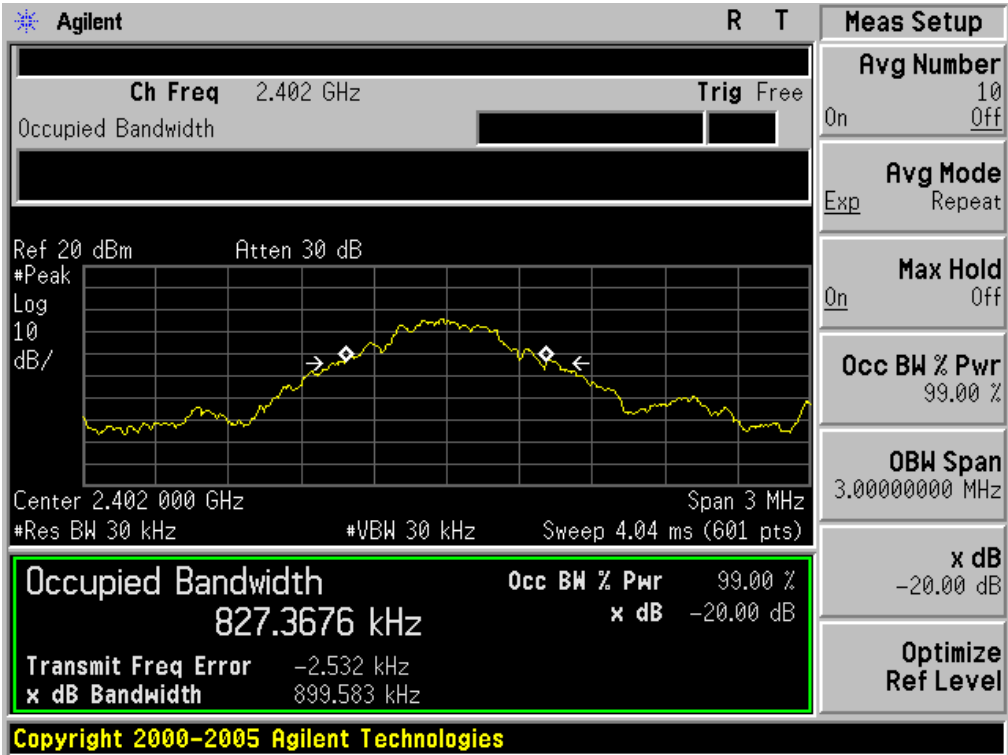 Agilent R T
Meas Setup
Ch Freq 2.402 GHz Trig Free
Occupied Bandwidth
Ref 20 dBm Atten 30 dB
#Peak
Log
10
dB/
Center 2.402 000 GHz Span 3 MHz
#Res BW 30 kHz #VBW 30 kHz Sweep 4.04 ms (601 pts)
Occupied Bandwidth Occ BW % Pwr 99.00 %
827.3676 kHz x dB -20.00 dB
Transmit Freq Error -2.532 kHz
x dB Bandwidth 899.583 kHz
Avg Number
10
On Off
Avg Mode
Exp Repeat
Max Hold
On Off
Occ BW % Pwr
99.00 %
OBW Span
3.00000000 MHz
x dB
-20.00 dB
Optimize
Ref Level
Copyright 2000-2005 Agilent Technologies